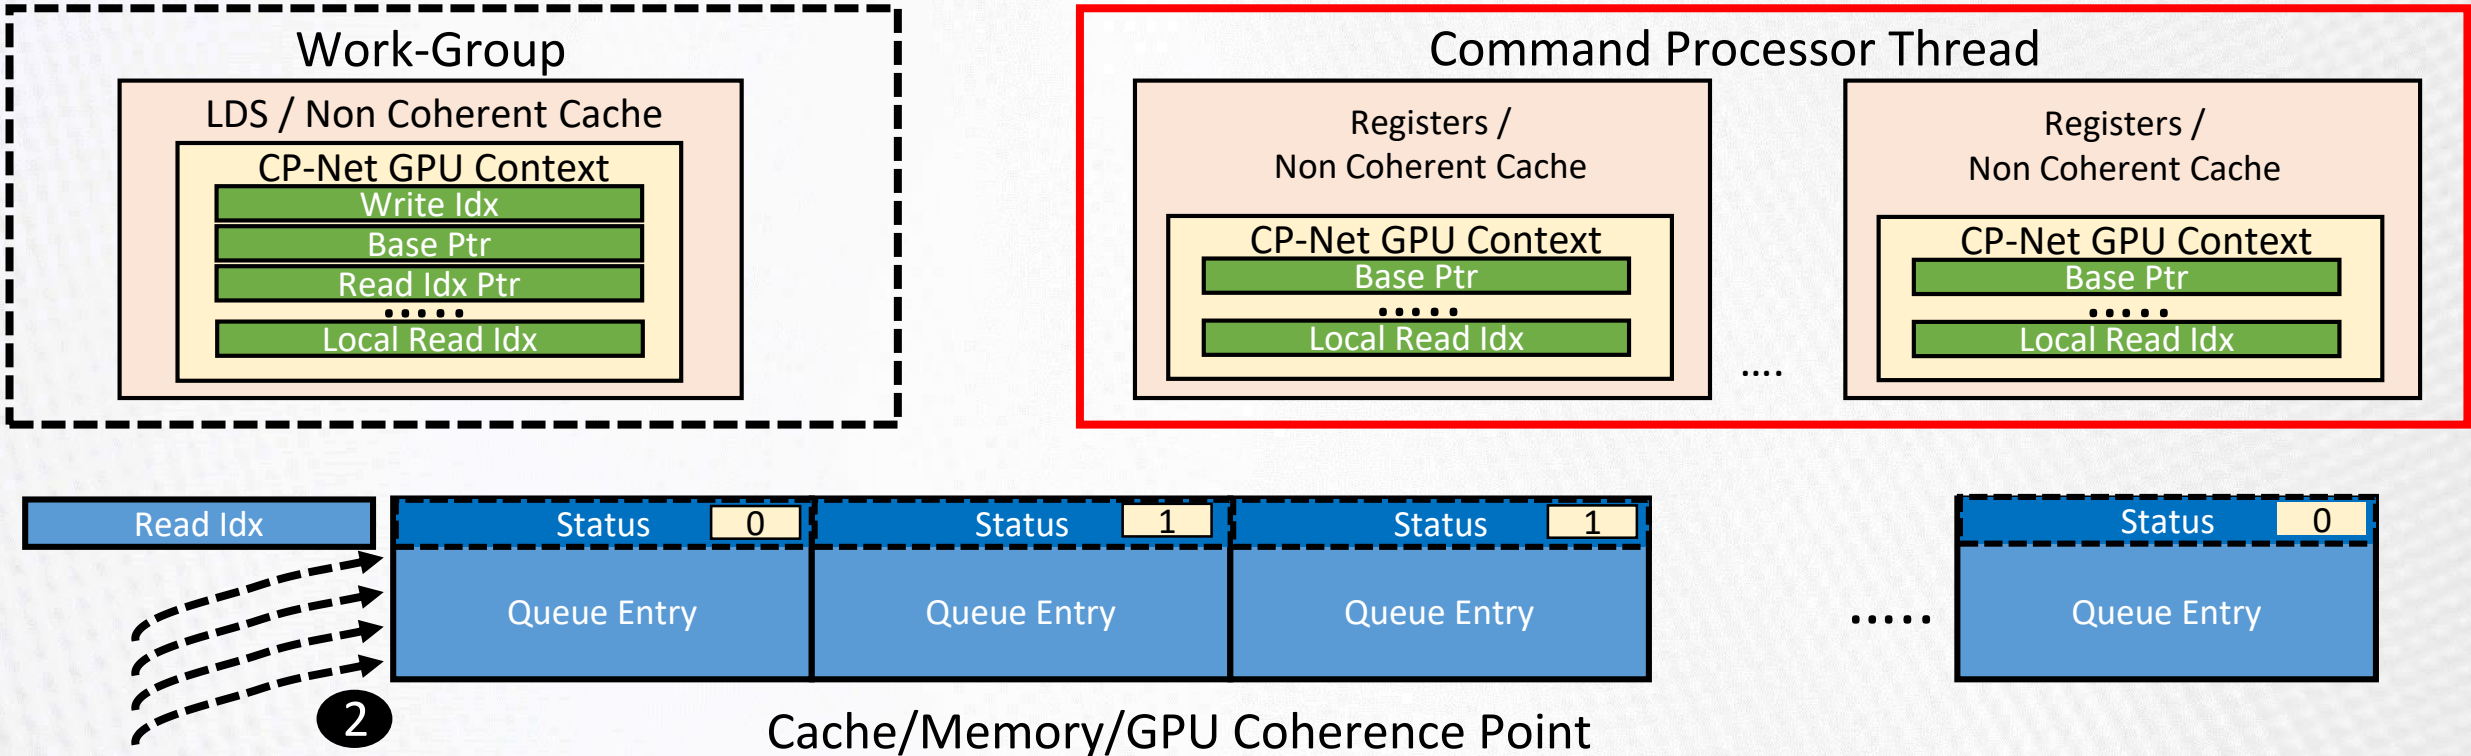 Work-Group
LDS / Non Coherent Cache
CP-Net GPU Context
Write Idx
Base Ptr
Read Idx Ptr
.....
Local Read Idx
Command Processor Thread
Registers /
Non Coherent Cache
CP-Net GPU Context
Base Ptr
.....
Local Read Idx
....
Registers /
Non Coherent Cache
CP-Net GPU Context
Base Ptr
.....
Local Read Idx
Read Idx
Status 0
Queue Entry
Status 1
Queue Entry
Status 1
Queue Entry
.....
Status 0
Queue Entry
2
Cache/Memory/GPU Coherence Point